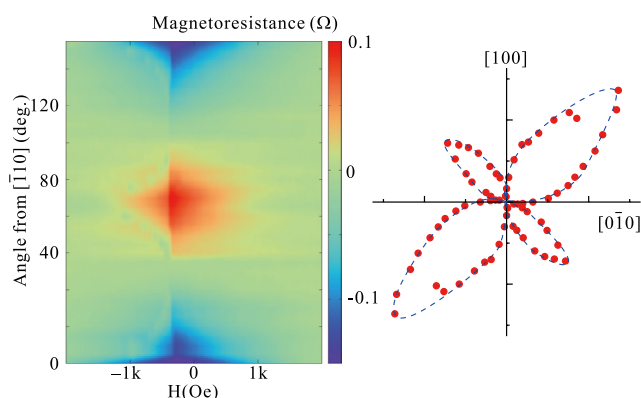 Magnetoresistance (Ω)
Angle from [1̄10] (deg.)
120
80
60
40
0
−1k
0
1k
H(Oe)
0.1
0
-0.1
[100]
[01̄0]